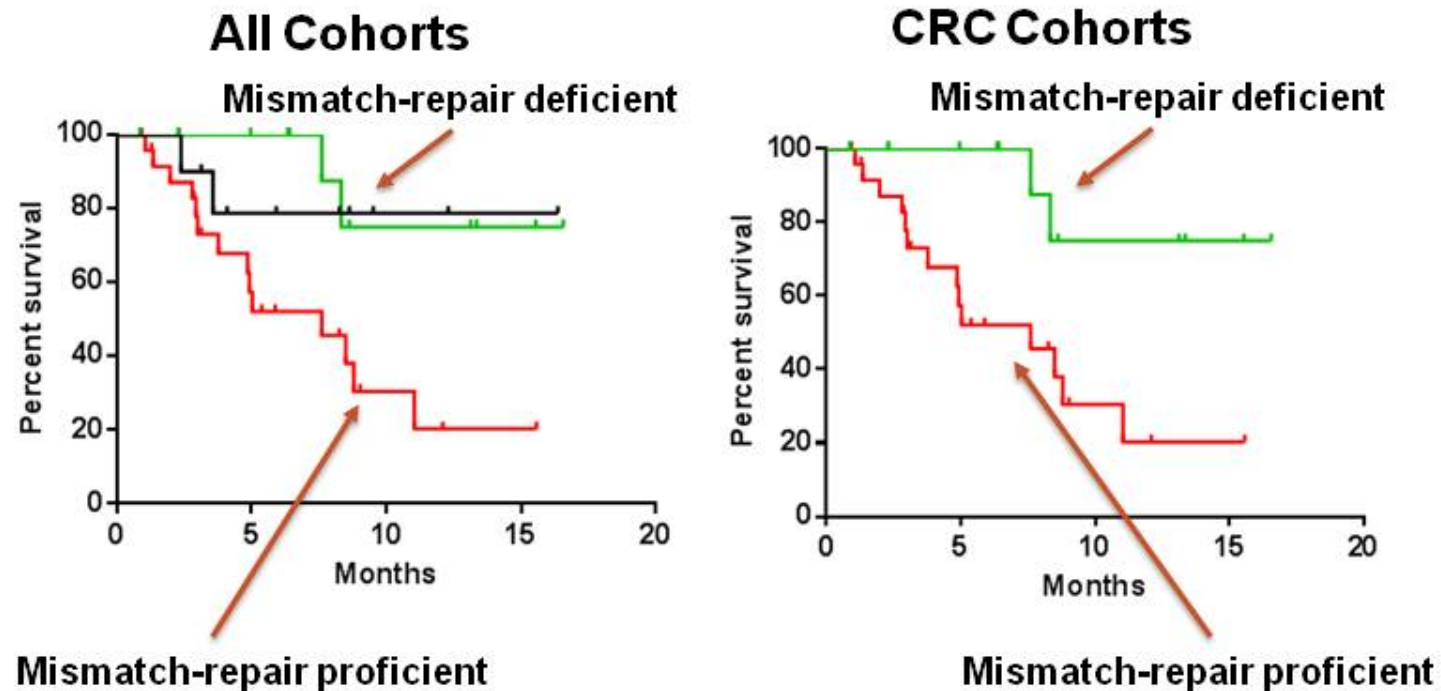 All Cohorts
Mismatch-repair deficient
100
80
60
40
20
0
Percent survival
0 5 10 15 20
Months
Mismatch-repair proficient
CRC Cohorts
Mismatch-repair deficient
100
80
60
40
20
0
Percent survival
0 5 10 15 20
Months
Mismatch-repair proficient